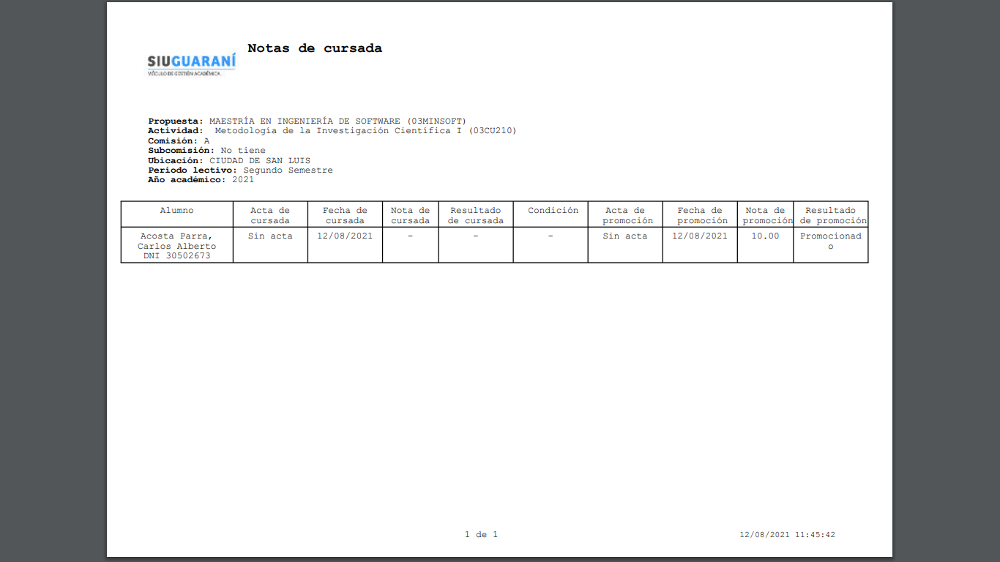 Notas de cursada
SIUGUARANÍ
MÓDULO DE GESTIÓN ACADÉMICA
Propuesta: MAESTRÍA EN INGENIERÍA DE SOFTWARE (03MINSOFT)
Actividad: Metodología de la Investigación Científica I (03CU210)
Comisión: A
Subcomisión: No tiene
Ubicación: CIUDAD DE SAN LUIS
Período lectivo: Segundo Semestre
Año académico: 2021
Alumno Acta de Fecha de Nota de Resultado Condición Acta de Fecha de Nota de Resultado
cursada cursada cursada de cursada promoción promoción promoción de promoción
Acosta Parra, Sin acta 12/08/2021 - - - Sin acta 12/08/2021 10.00 Promocionad
Carlos Alberto o
DNI 30502673
1 de 1 12/08/2021 11:45:42